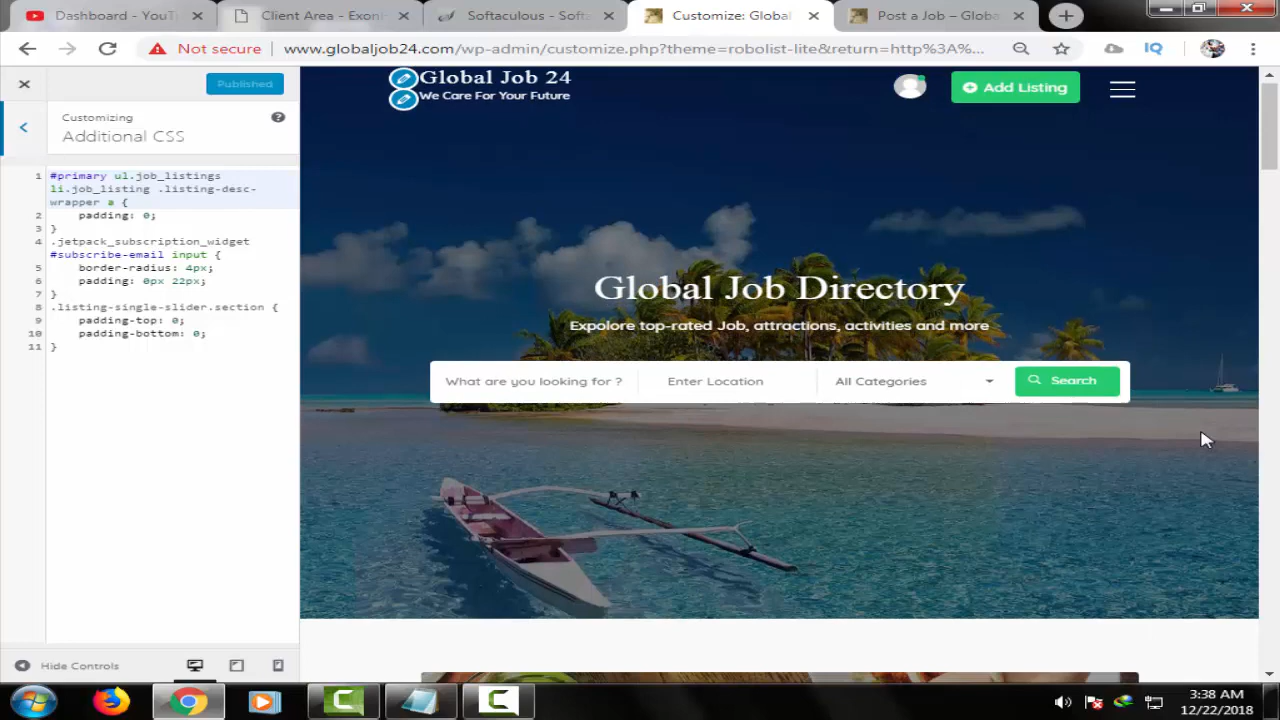 Dashboard - YouT
Client Area - Exoni
Softaculous - Softa
Customize: Global
Post a Job – Globa
Not secure
www.globaljob24.com/wp-admin/customize.php?theme=robolist-lite&return=http%3A%...
IQ
Published
Customizing
Additional CSS
1 #primary ul.job_listings
li.job_listing .listing-desc-
wrapper a {
2 padding: 0;
3 }
4 .jetpack_subscription_widget
#subscribe-email input {
5 border-radius: 4px;
6 padding: 0px 22px;
7 }
8 .listing-single-slider.section {
9 padding-top: 0;
10 padding-bottom: 0;
11 }
Hide Controls
Global Job 24
We Care For Your Future
Add Listing
Global Job Directory
Expolore top-rated Job, attractions, activities and more
What are you looking for ?
Enter Location
All Categories
Search
3:38 AM
12/22/2018